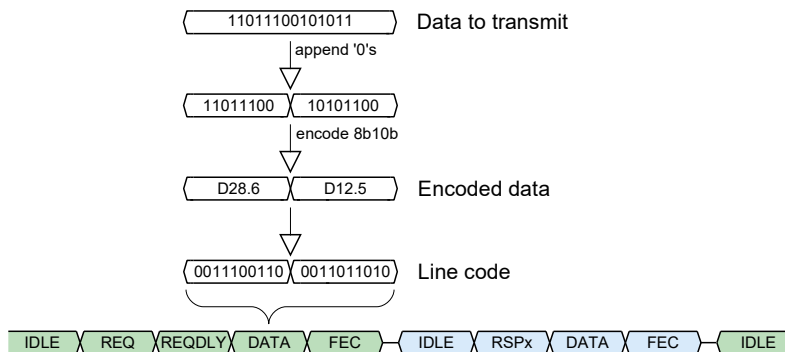 11011100101011 Data to transmit
append '0's
11011100 10101100
encode 8b10b
D28.6 D12.5 Encoded data
0011100110 0011011010 Line code
IDLE REQ REQDLY DATA FEC IDLE RSPx DATA FEC IDLE